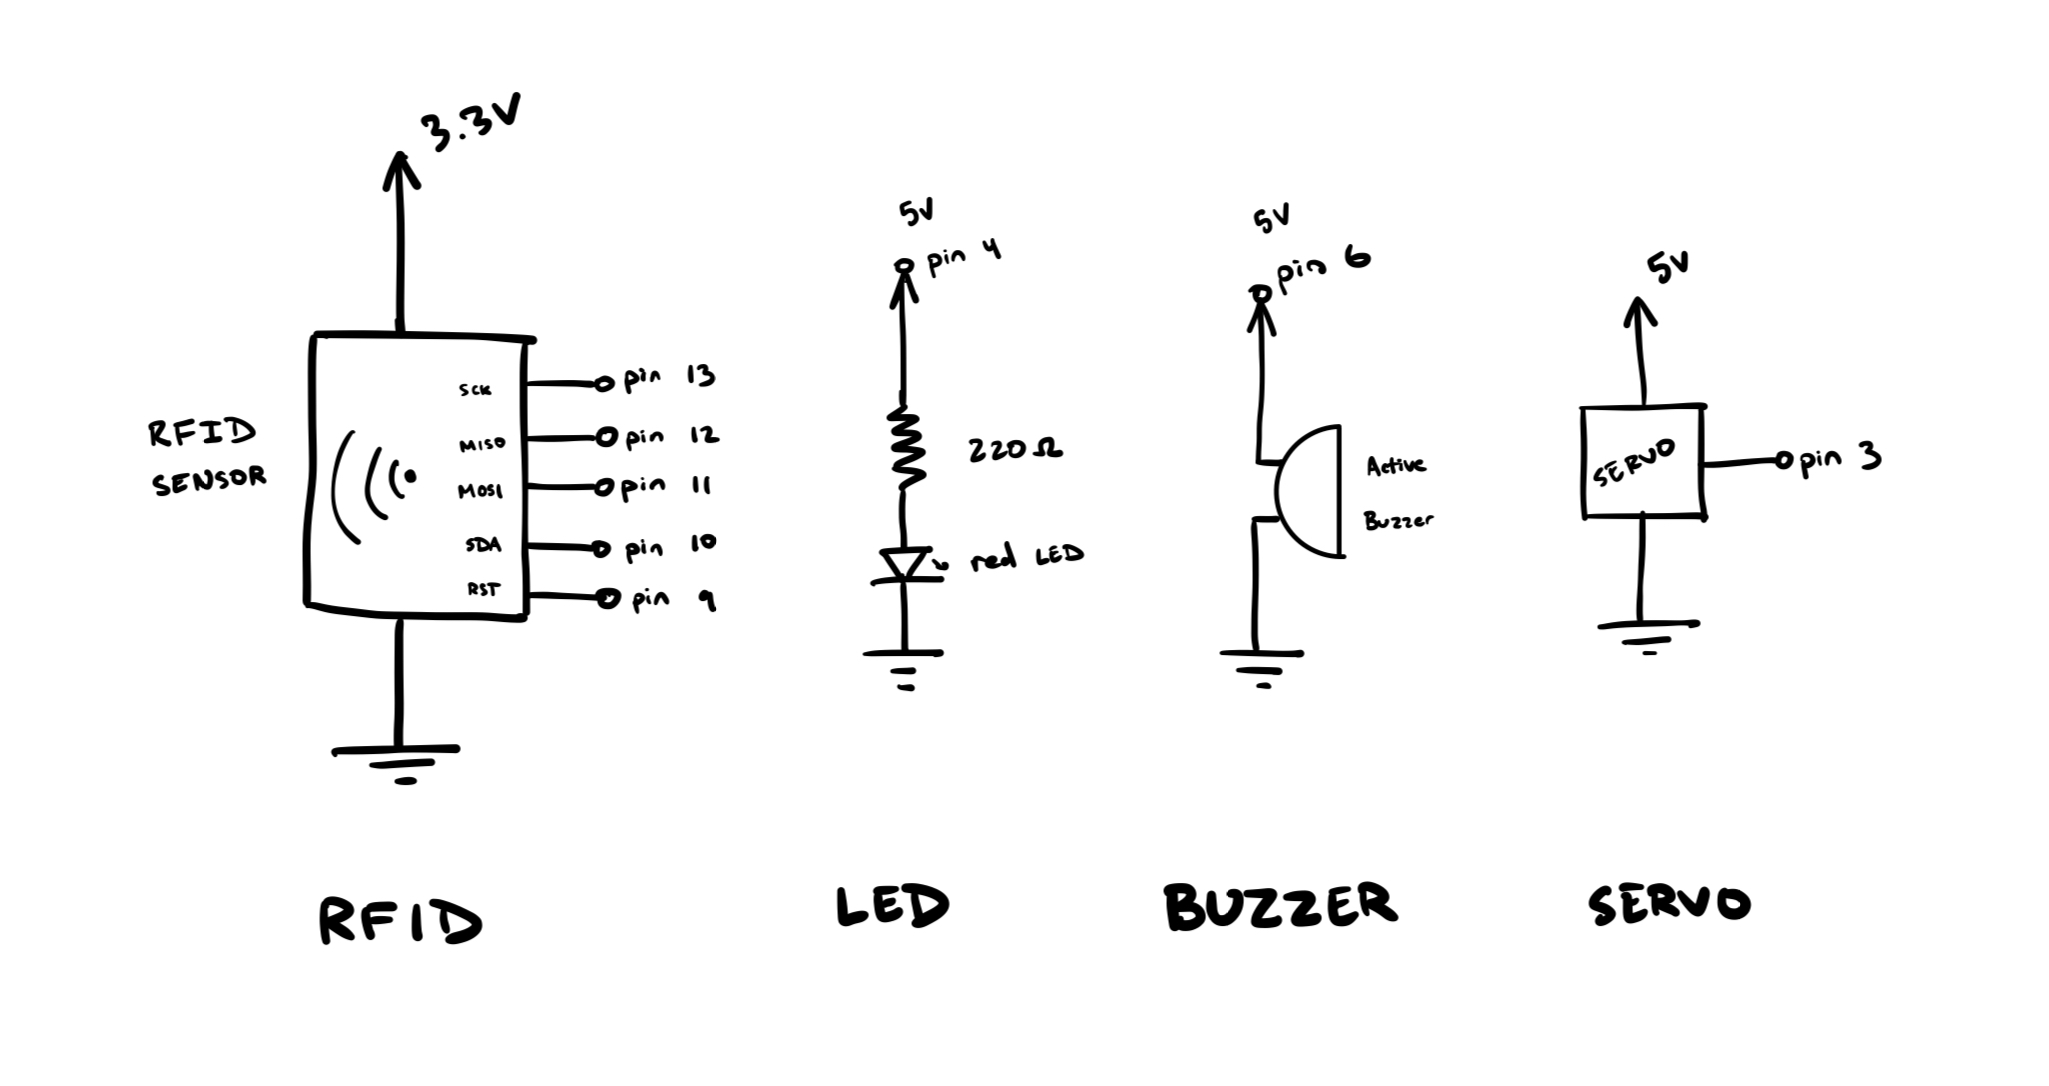 3.3V
RFID
SENSOR
SCK
pin 13
MISO
pin 12
MOSI
pin 11
SDA
pin 10
RST
pin 9
RFID
5V
pin 4
220Ω
red LED
LED
5V
pin 6
Active
Buzzer
BUZZER
5V
SERVO
pin 3
SERVO